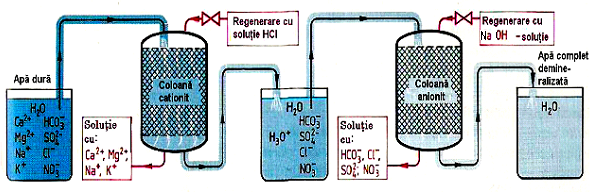 Apă dură
H₂O
Ca²⁺ HCO₃⁻
Mg²⁺ SO₄²⁻
Na⁺ Cl⁻
K⁺ NO₃⁻
Regenerare cu
soluție HCl
Coloană
cationit
Soluție
cu:
Ca²⁺, Mg²⁺,
Na⁺, K⁺
H₂O
HCO₃⁻
H₃O⁺ SO₄²⁻
Cl⁻
NO₃⁻
Regenerare cu
Na OH -soluție
Coloană
anionit
Soluție
cu:
HCO₃⁻, Cl⁻,
SO₄²⁻, NO₃⁻
Apă complet
demine-
ralizată
H₂O